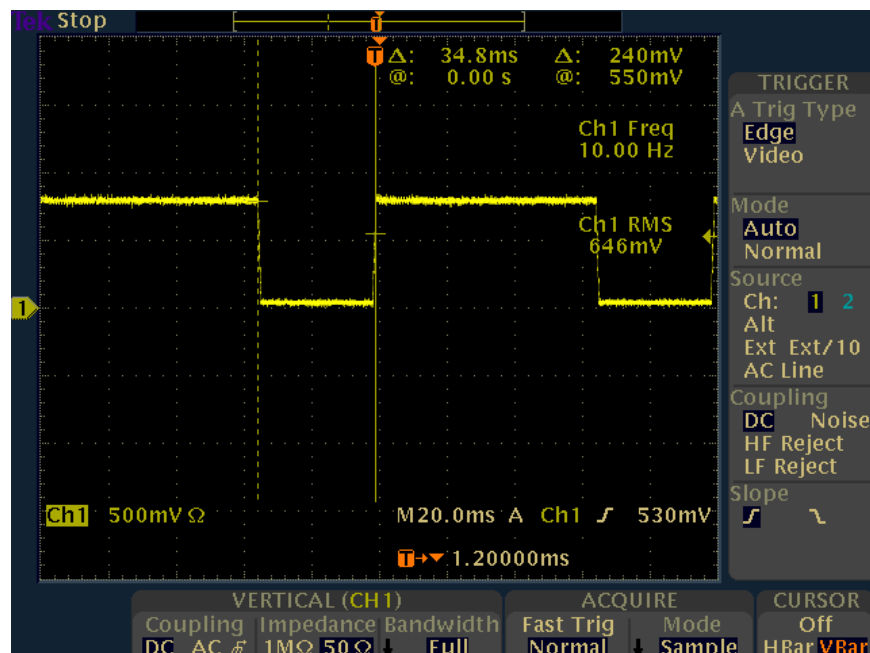 Tek Stop
T
T
Δ: 34.8ms Δ: 240mV
@: 0.00 s @: 550mV
Ch1 Freq
10.00 Hz
Ch1 RMS
646mV
1
Ch1 500mV Ω M20.0ms A Ch1 530mV
T 1.20000ms
TRIGGER
A Trig Type
Edge
Video
Mode
Auto
Normal
Source
Ch: 1 2
Alt
Ext Ext/10
AC Line
Coupling
DC Noise
HF Reject
LF Reject
Slope
VERTICAL (CH1)
Coupling Impedance Bandwidth
DC AC 1MΩ 50 Ω Full
ACQUIRE
Fast Trig Mode
Normal Sample
CURSOR
Off
HBar VBar